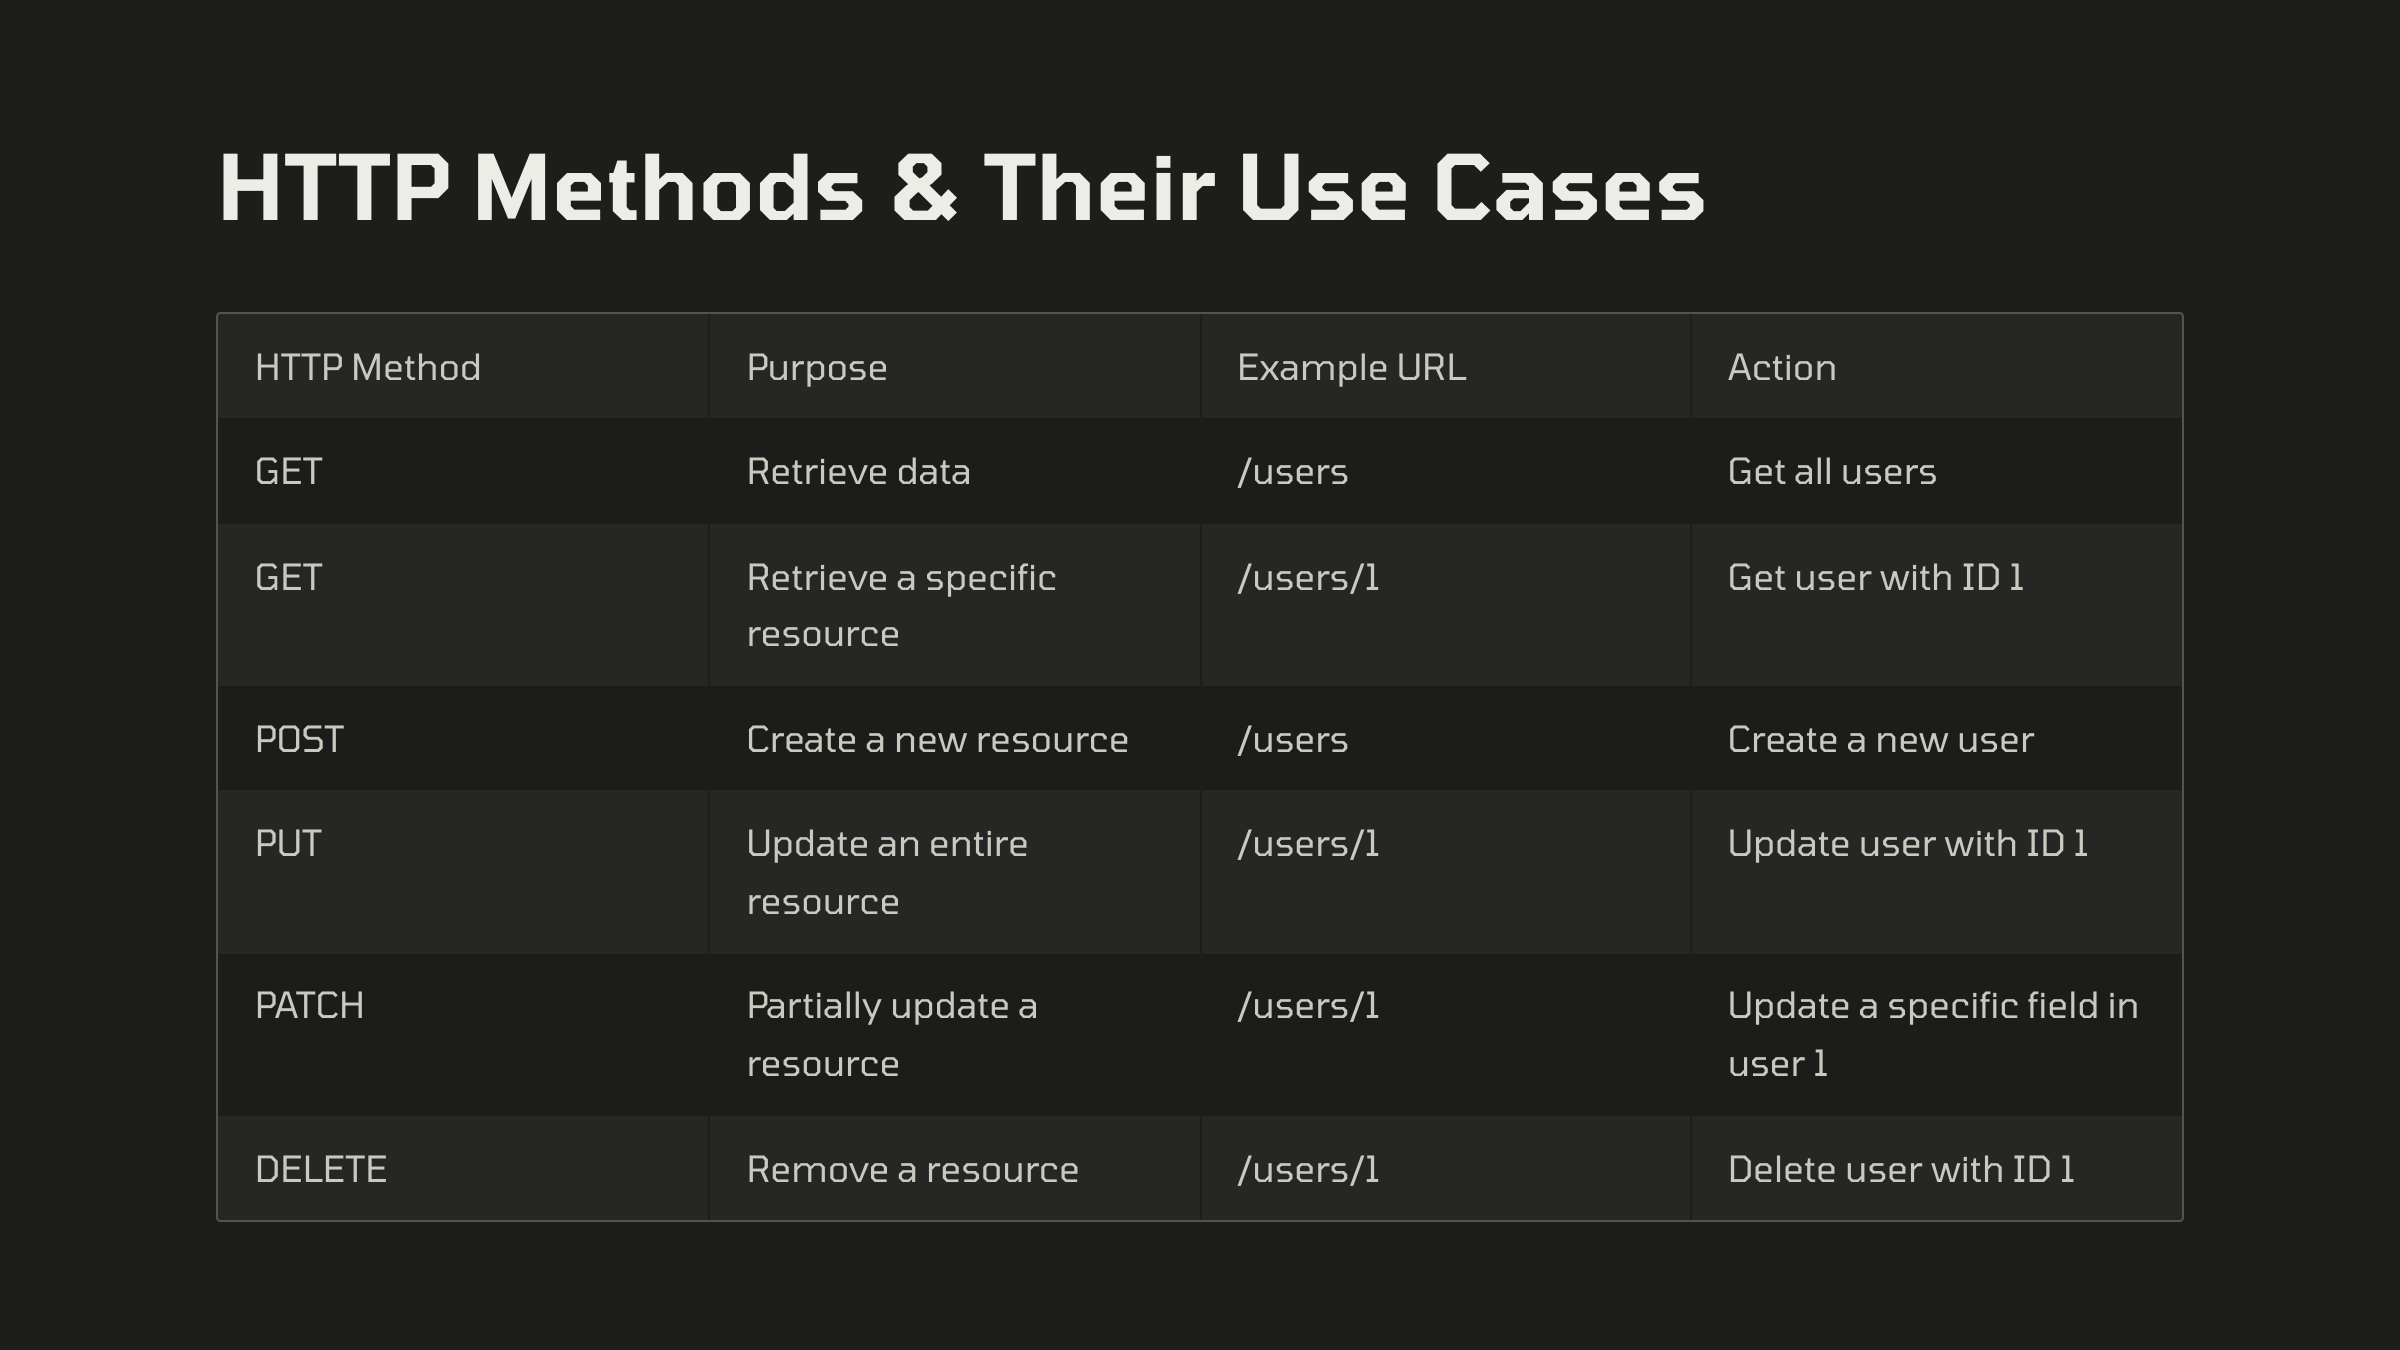 HTTP Methods & Their Use Cases
HTTP Method Purpose Example URL Action
GET Retrieve data /users Get all users
GET Retrieve a specific /users/1 Get user with ID 1
resource
POST Create a new resource /users Create a new user
PUT Update an entire /users/1 Update user with ID 1
resource
PATCH Partially update a /users/1 Update a specific field in
resource user 1
DELETE Remove a resource /users/1 Delete user with ID 1